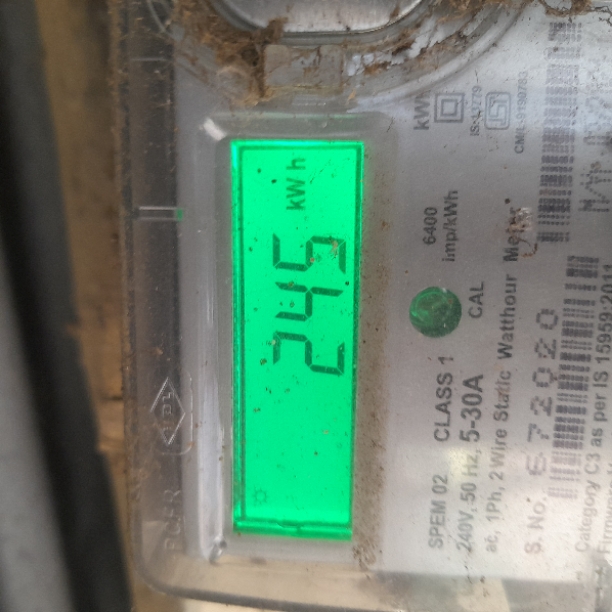 245 kW h
kW
6400
imp/kWh
CAL
SPEM 02 CLASS 1
240V, 50 Hz, 5-30A
ac, 1Ph, 2 Wire Static Watthour Meter
S. No. 672020
Category C3 as per IS 15959:2011